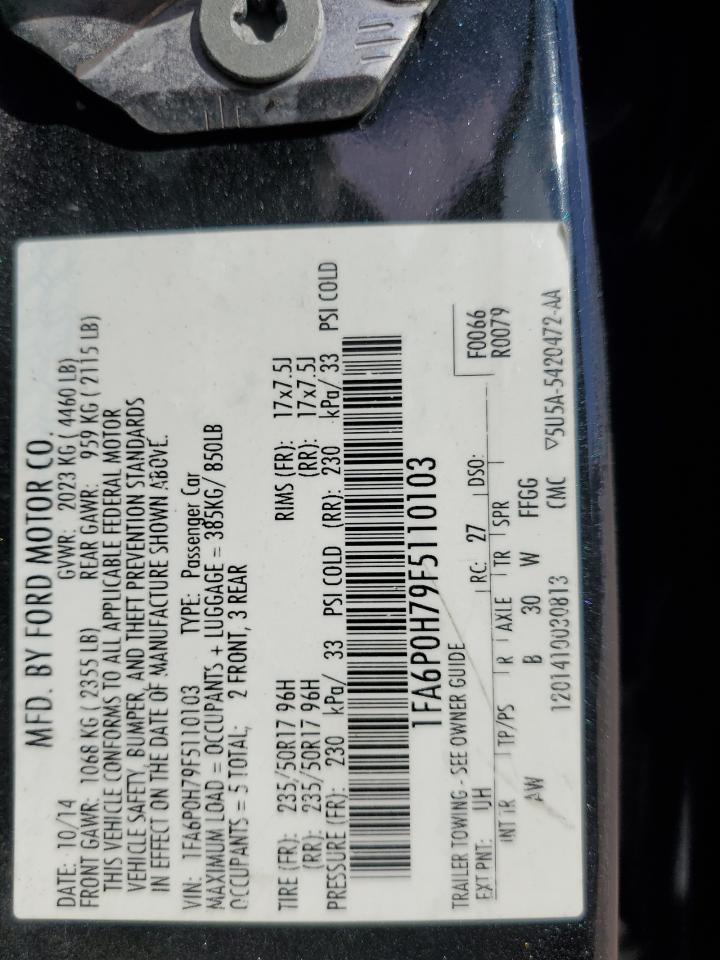 MFD. BY FORD MOTOR CO.
DATE: 10/14 GVWR: 2023 KG ( 4460 LB)
FRONT GAWR: 1068 KG ( 2355 LB) REAR GAWR: 959 KG ( 2115 LB)
THIS VEHICLE CONFORMS TO ALL APPLICABLE FEDERAL MOTOR
VEHICLE SAFETY, BUMPER, AND THEFT PREVENTION STANDARDS
IN EFFECT ON THE DATE OF MANUFACTURE SHOWN ABOVE.
VIN: 1FA6P0H79F5110103 TYPE: Passenger Car
MAXIMUM LOAD = OCCUPANTS + LUGGAGE = 385KG/ 850LB
OCCUPANTS = 5 TOTAL; 2 FRONT, 3 REAR
TIRE (FR): 235/50R17 96H RIMS (FR): 17x7.5J
(RR): 235/50R17 96H (RR): 17x7.5J
PRESSURE (FR): 230 kPa/ 33 PSI COLD (RR): 230 kPa/ 33 PSI COLD
1FA6P0H79F5110103
TRAILER TOWING - SEE OWNER GUIDE F0066
EXT PNT: UH RC: 27 DSO: R0079
INT TR TP/PS R AXLE TR SPR
AW B 30 W FFGG
1201410030813 CMC ▽5U5A-5420472-AA